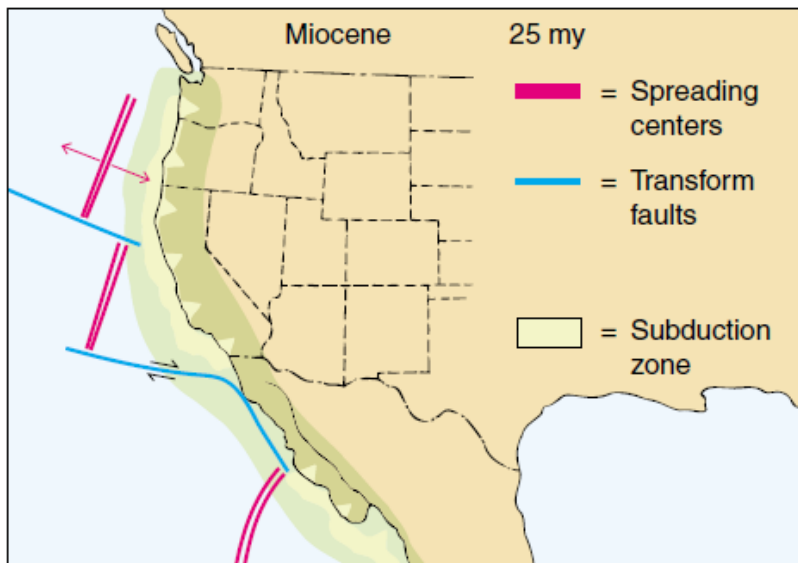 Miocene 25 my
= Spreading
centers
= Transform
faults
= Subduction
zone